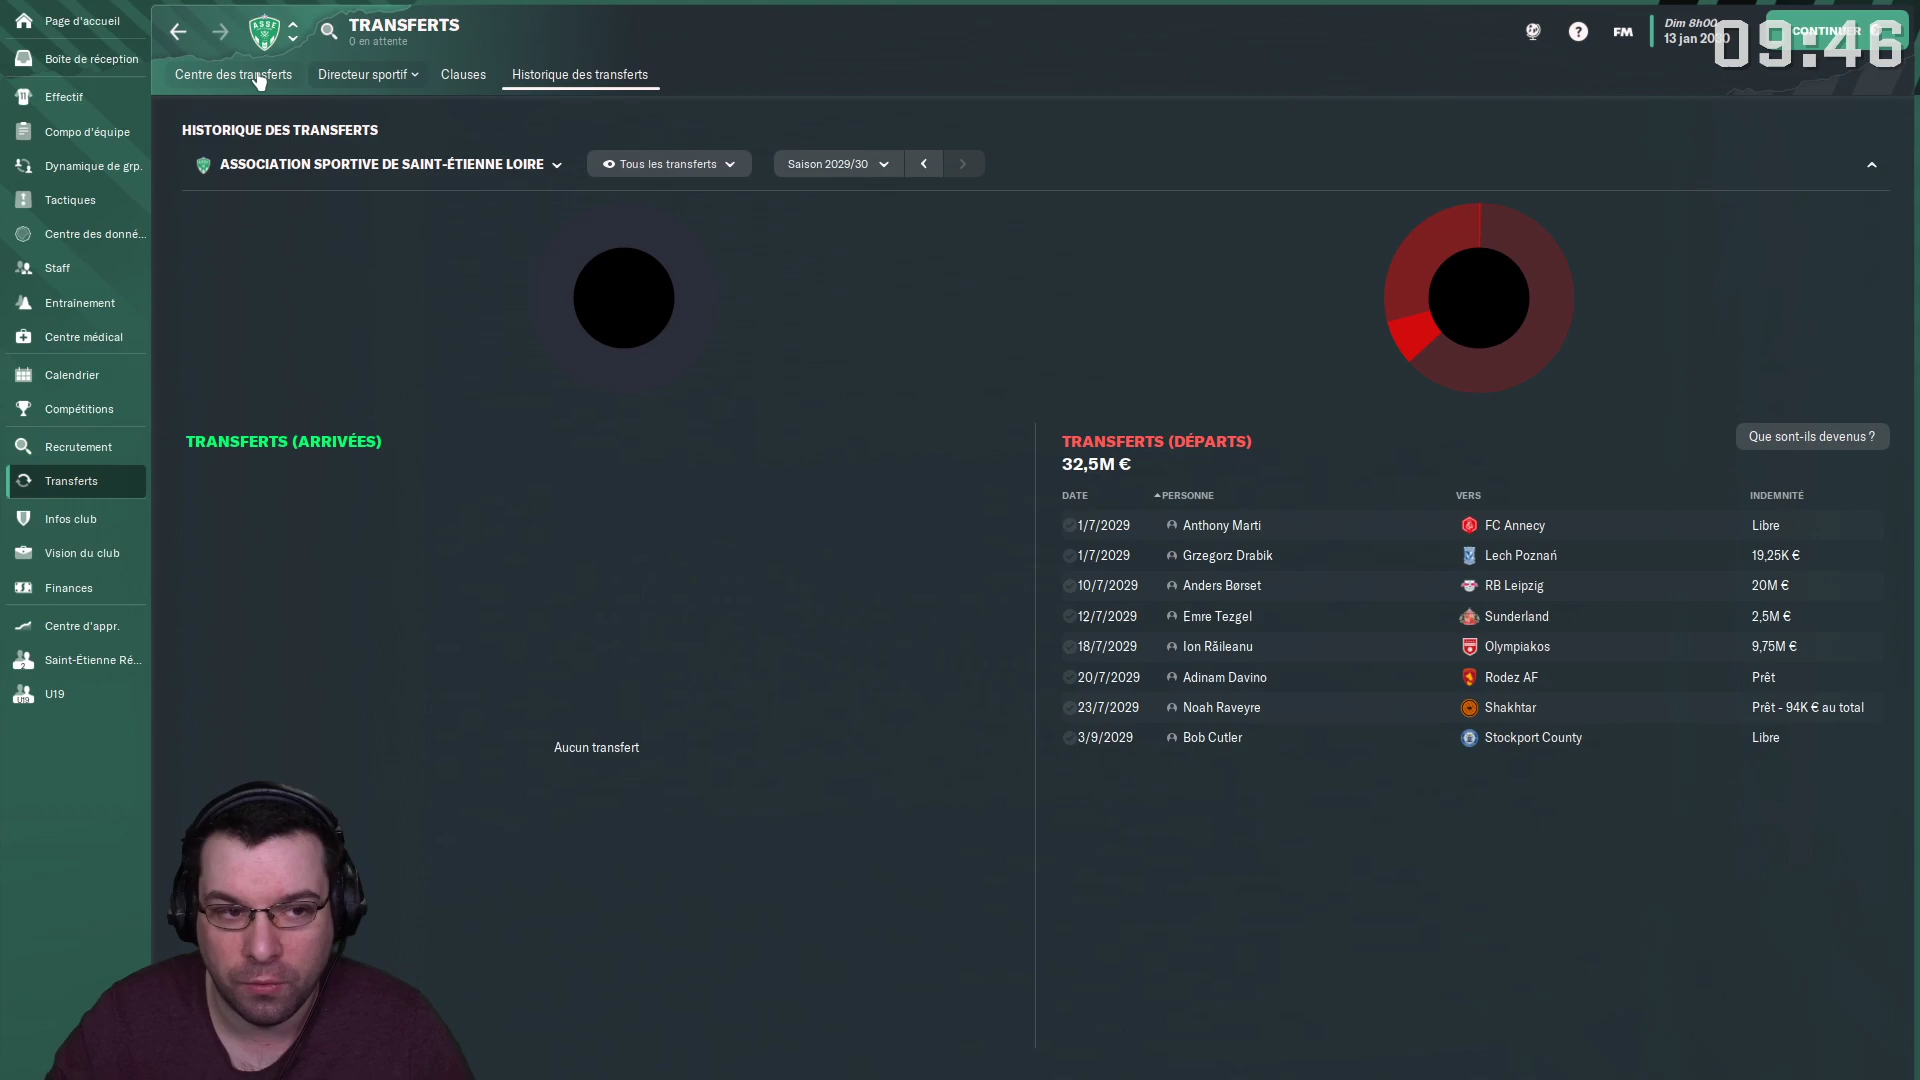 Page d'accueil
Boîte de réception
Effectif
Compo d'équipe
Dynamique de grp.
Tactiques
Centre des donné...
Staff
Entraînement
Centre médical
Calendrier
Compétitions
Recrutement
Transferts
Infos club
Vision du club
Finances
Centre d'appr.
Saint-Étienne Ré...
U19
ASSE
TRANSFERTS
0 en attente
FM
Dim 8h00
13 jan 2030
CONTINUER
09:46
Centre des transferts
Directeur sportif
Clauses
Historique des transferts
HISTORIQUE DES TRANSFERTS
ASSOCIATION SPORTIVE DE SAINT-ÉTIENNE LOIRE
Tous les transferts
Saison 2029/30
TRANSFERTS (ARRIVÉES)
Aucun transfert
TRANSFERTS (DÉPARTS)
32,5M €
Que sont-ils devenus ?
DATE PERSONNE VERS INDEMNITÉ
1/7/2029 Anthony Marti FC Annecy Libre
1/7/2029 Grzegorz Drabik Lech Poznań 19,25K €
10/7/2029 Anders Børset RB Leipzig 20M €
12/7/2029 Emre Tezgel Sunderland 2,5M €
18/7/2029 Ion Răileanu Olympiakos 9,75M €
20/7/2029 Adinam Davino Rodez AF Prêt
23/7/2029 Noah Raveyre Shakhtar Prêt - 94K € au total
3/9/2029 Bob Cutler Stockport County Libre